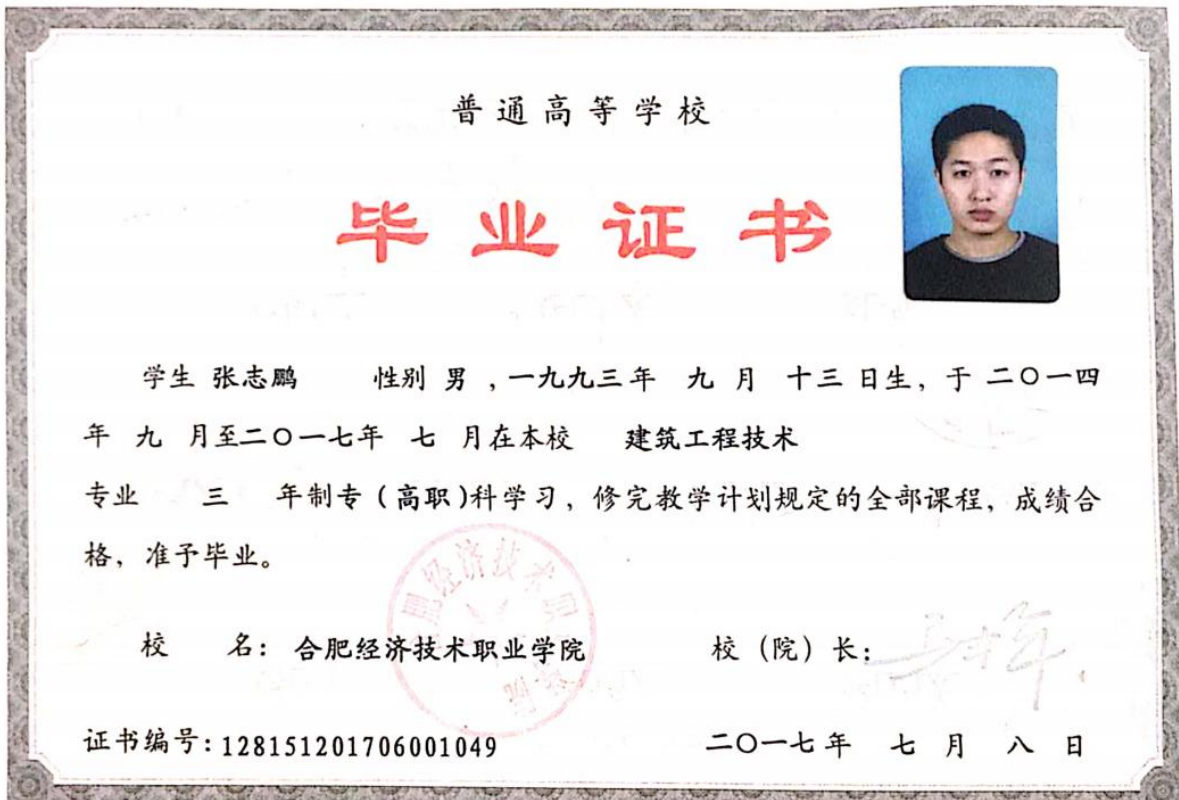 普通高等学校
毕业证书
学生 张志鹏 性别 男 ，一九九三年 九 月 十三 日生，于 二〇一四
年 九 月至二〇一七年 七 月在本校 建筑工程技术
专业 三 年制专（高职)科学习，修完教学计划规定的全部课程，成绩合
格，准予毕业。
校 名：合肥经济技术职业学院 校（院）长：
证书编号：128151201706001049 二〇一七年 七 月 八 日